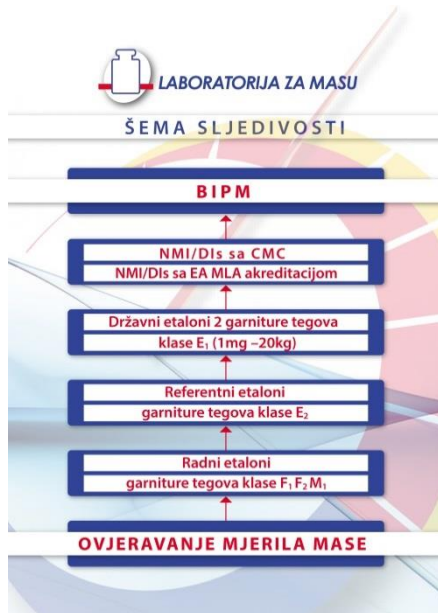 LABORATORIJA ZA MASU
ŠEMA SLJEDIVOSTI
BIPM
NMI/DIs sa CMC
NMI/DIs sa EA MLA akreditacijom
Državni etaloni 2 garniture tegova
klase E₁ (1mg –20kg)
Referentni etaloni
garniture tegova klase E₂
Radni etaloni
garniture tegova klase F₁ F₂ M₁
OVJERAVANJE MJERILA MASE